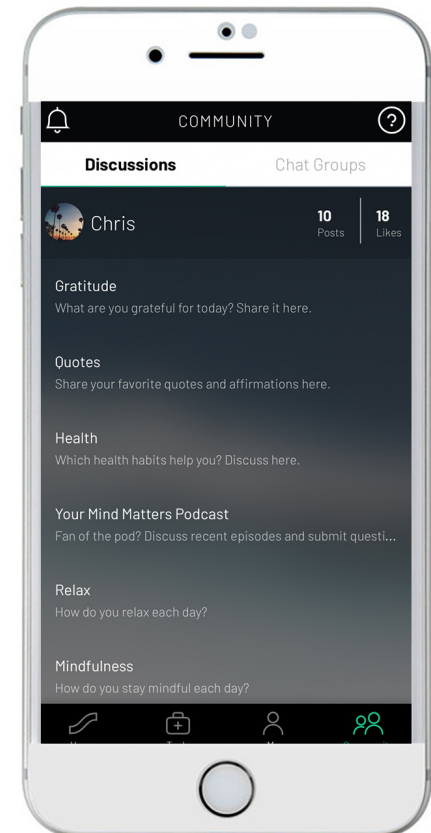 COMMUNITY
?
Discussions Chat Groups
Chris
10 18
Posts Likes
Gratitude
What are you grateful for today? Share it here.
Quotes
Share your favorite quotes and affirmations here.
Health
Which health habits help you? Discuss here.
Your Mind Matters Podcast
Fan of the pod? Discuss recent episodes and submit questi...
Relax
How do you relax each day?
Mindfulness
How do you stay mindful each day?